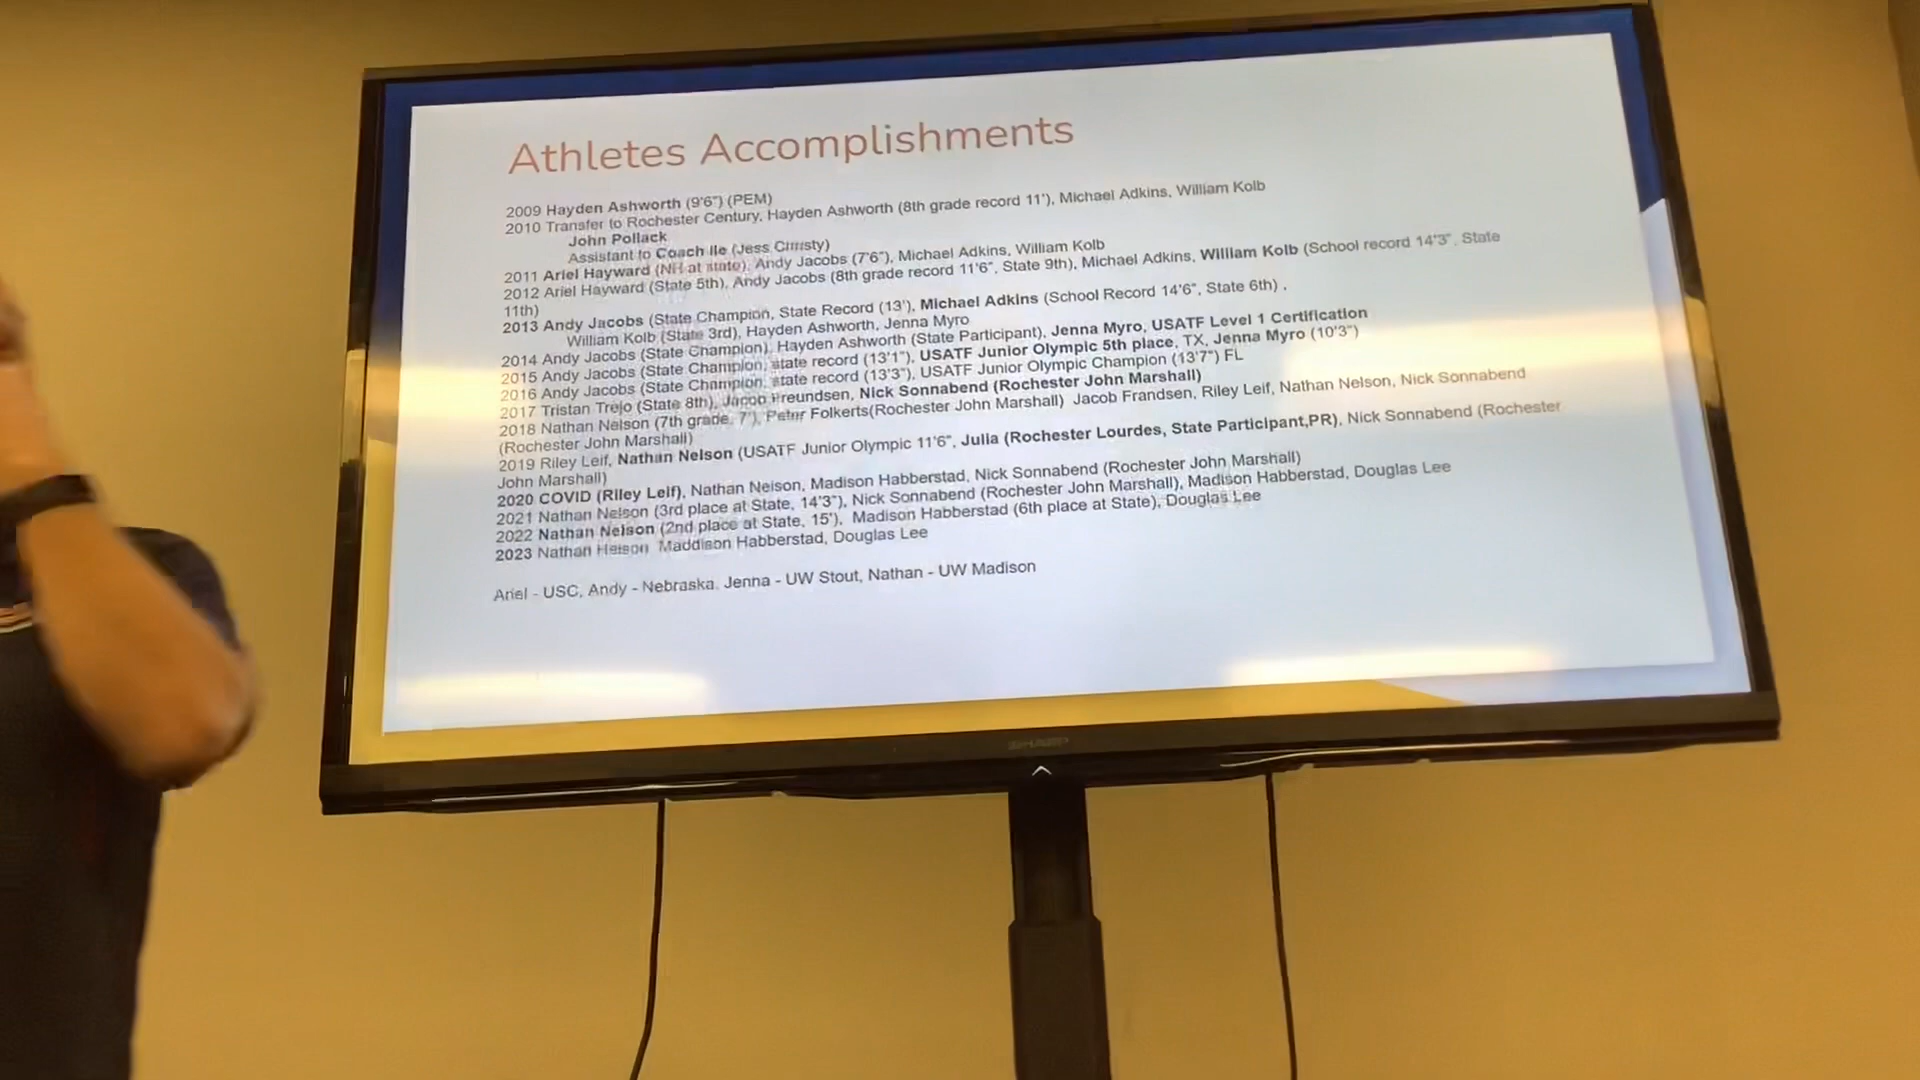 Athletes Accomplishments
2009 Hayden Ashworth (9'6") (PEM)
2010 Transfer to Rochester Century, Hayden Ashworth (8th grade record 11'), Michael Adkins, William Kolb
John Pollack
Assistant to Coach Ile (Jess Christy)
2011 Ariel Hayward (NH at state), Andy Jacobs (7'6"), Michael Adkins, William Kolb
2012 Ariel Hayward (State 5th), Andy Jacobs (8th grade record 11'6", State 9th), Michael Adkins, William Kolb (School record 14'3", State
11th)
2013 Andy Jacobs (State Champion, State Record (13'), Michael Adkins (School Record 14'6", State 6th) ,
William Kolb (State 3rd), Hayden Ashworth, Jenna Myro
2014 Andy Jacobs (State Champion), Hayden Ashworth (State Participant), Jenna Myro, USATF Level 1 Certification
2015 Andy Jacobs (State Champion, state record (13'1"), USATF Junior Olympic 5th place, TX, Jenna Myro (10'3")
2016 Andy Jacobs (State Champion, state record (13'3"), USATF Junior Olympic Champion (13'7") FL
2017 Tristan Trejo (State 8th), Jacob Freundsen, Nick Sonnabend (Rochester John Marshall)
2018 Nathan Nelson (7th grade, 7'), Peter Folkerts(Rochester John Marshall) Jacob Frandsen, Riley Leif, Nathan Nelson, Nick Sonnabend
(Rochester John Marshall)
2019 Riley Leif, Nathan Nelson (USATF Junior Olympic 11'6", Julia (Rochester Lourdes, State Participant,PR), Nick Sonnabend (Rochester
John Marshall)
2020 COVID (Riley Leif), Nathan Nelson, Madison Habberstad, Nick Sonnabend (Rochester John Marshall)
2021 Nathan Nelson (3rd place at State, 14'3"), Nick Sonnabend (Rochester John Marshall), Madison Habberstad, Douglas Lee
2022 Nathan Nelson (2nd place at State, 15'), Madison Habberstad (6th place at State), Douglas Lee
2023 Nathan Nelson Maddison Habberstad, Douglas Lee
Ariel - USC, Andy - Nebraska, Jenna - UW Stout, Nathan - UW Madison
SHARP